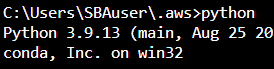 C:\Users\SBAuser\.aws>python
Python 3.9.13 (main, Aug 25 20
conda, Inc. on win32